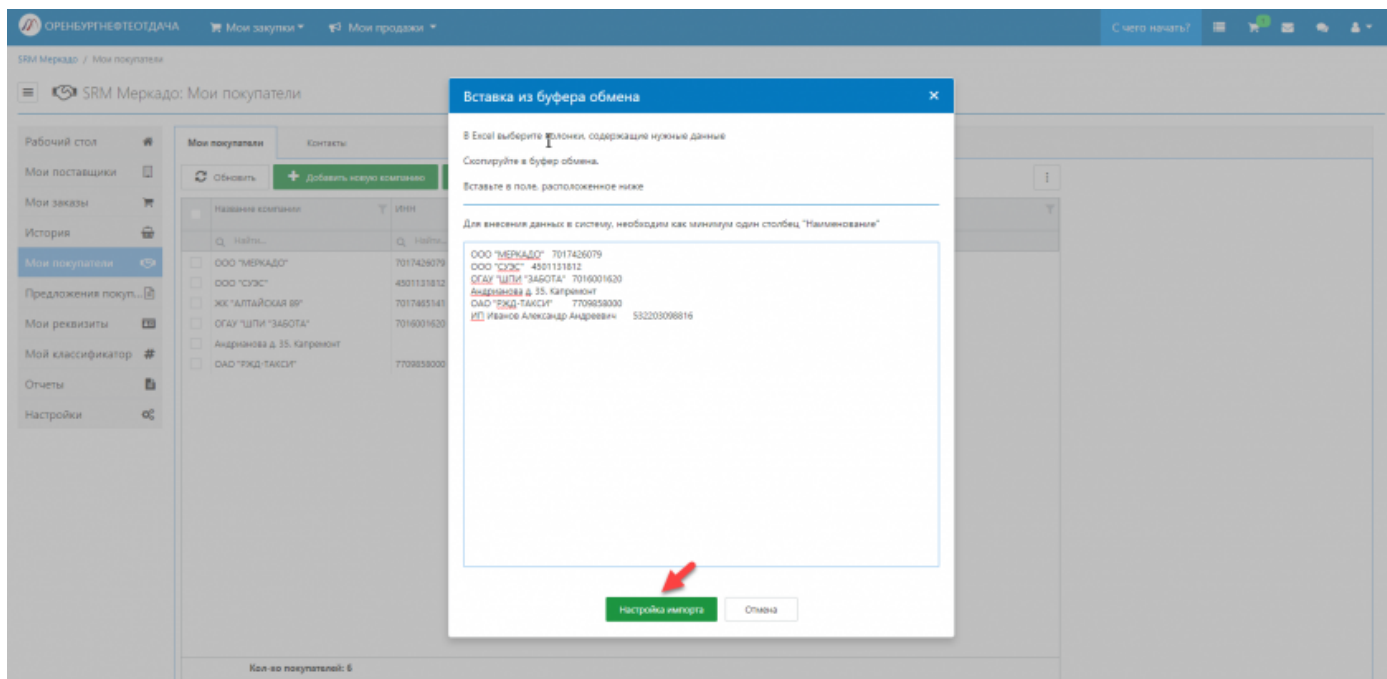 ОРЕНБУРГНЕФТЕОТДАЧА
Мои закупки
Мои продажи
С чего начать?
SRM Меркадо / Мои покупатели
SRM Меркадо: Мои покупатели
Рабочий стол
Мои поставщики
Мои заказы
История
Мои покупатели
Предложения покуп...
Мои реквизиты
Мой классификатор
Отчеты
Настройки
Мои покупатели
Контакты
Обновить
Добавить новую компанию
Название компании
ИНН
Найти...
Найти...
ООО "МЕРКАДО" 7017426079
ООО "СУЭС" 4501131812
ЖК "АЛТАЙСКАЯ 89" 7017465141
ОГАУ "ШПИ "ЗАБОТА" 7016001620
Андрианова д. 35. Капремонт
ОАО "РЖД-ТАКСИ" 7709858000
Кол-во покупателей: 6
Вставка из буфера обмена
В Excel выберите колонки, содержащие нужные данные
Скопируйте в буфер обмена.
Вставьте в поле, расположенное ниже
Для внесения данных в систему, необходим как минимум один столбец "Наименование"
ООО "МЕРКАДО" 7017426079
ООО "СУЭС" 4501131812
ОГАУ "ШПИ "ЗАБОТА" 7016001620
Андрианова д. 35. Капремонт
ОАО "РЖД-ТАКСИ" 7709858000
ИП Иванов Александр Андреевич 532203098816
Настройка импорта
Отмена